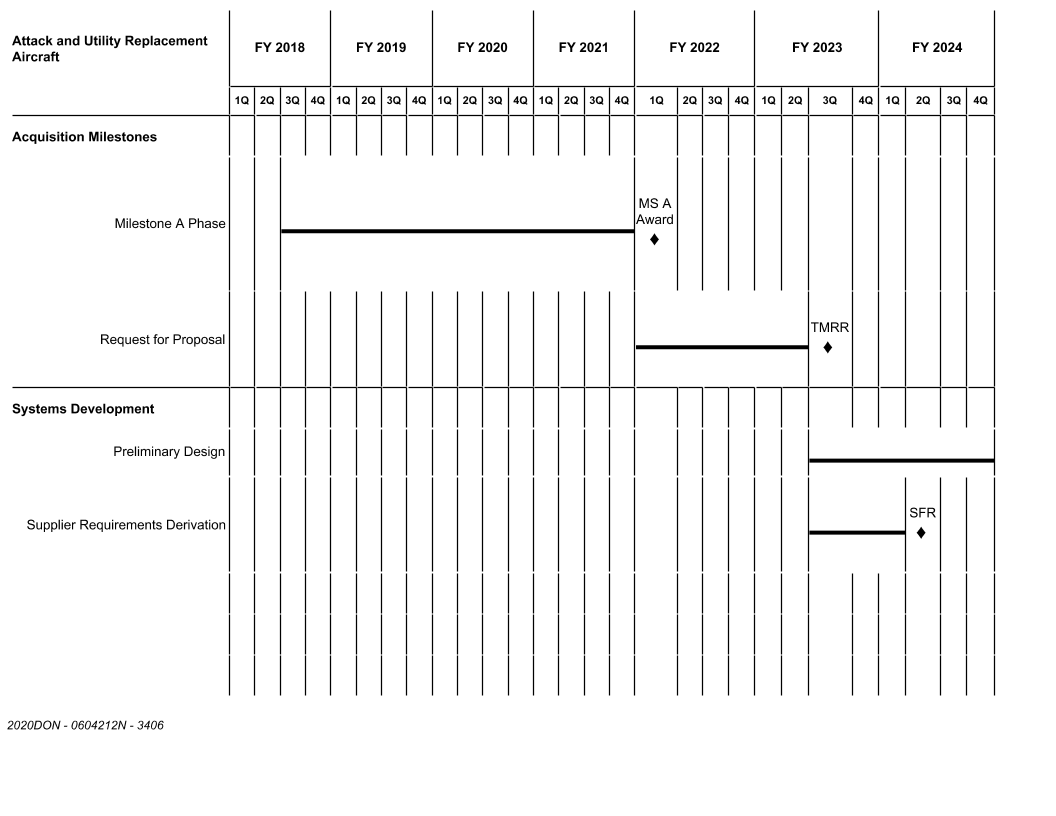 Attack and Utility Replacement
Aircraft
FY 2018 FY 2019 FY 2020 FY 2021 FY 2022 FY 2023 FY 2024
1Q 2Q 3Q 4Q 1Q 2Q 3Q 4Q 1Q 2Q 3Q 4Q 1Q 2Q 3Q 4Q 1Q 2Q 3Q 4Q 1Q 2Q 3Q 4Q 1Q 2Q 3Q 4Q
Acquisition Milestones
MS A
Award
Milestone A Phase
TMRR
Request for Proposal
Systems Development
Preliminary Design
SFR
Supplier Requirements Derivation
2020DON - 0604212N - 3406